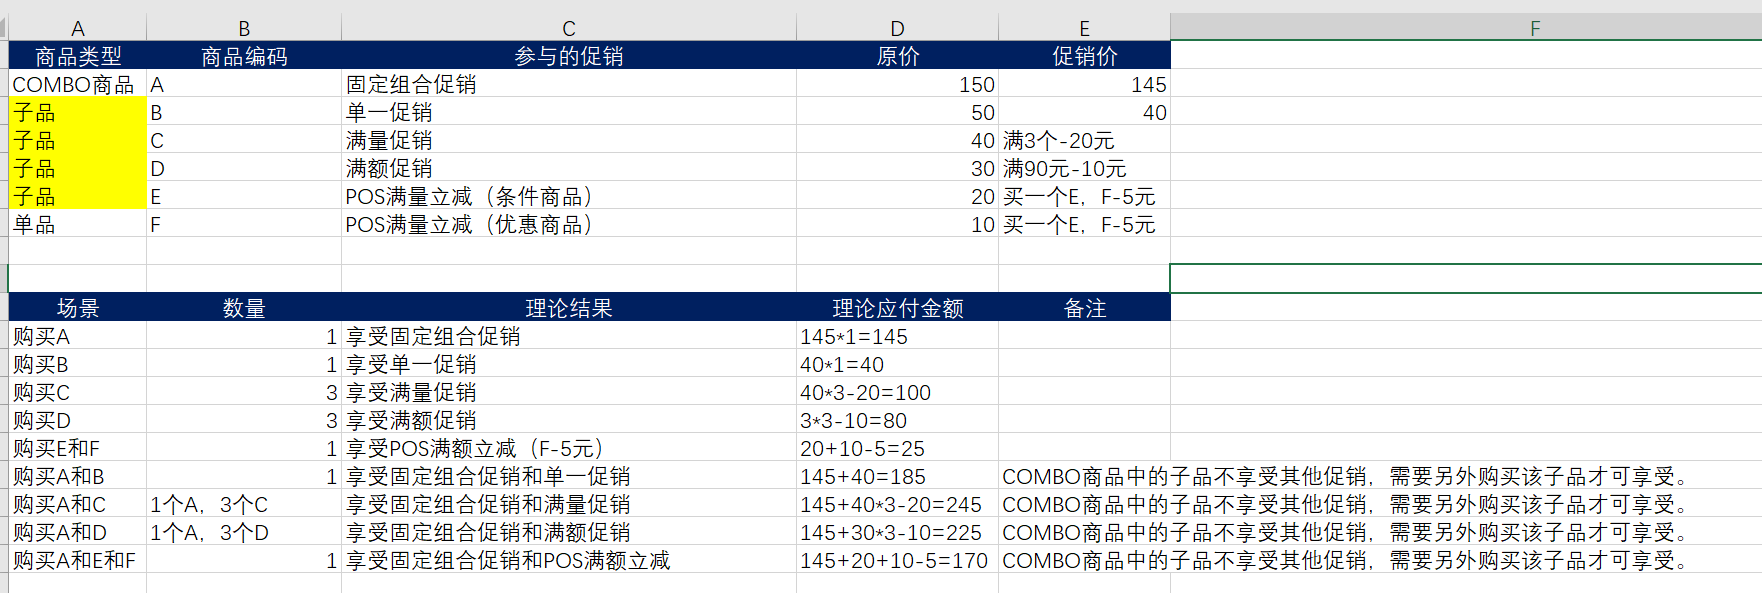 A B C D E F
商品类型 商品编码 参与的促销 原价 促销价
COMBO商品 A 固定组合促销 150 145
子品 B 单一促销 50 40
子品 C 满量促销 40 满3个-20元
子品 D 满额促销 30 满90元-10元
子品 E POS满量立减（条件商品） 20 买一个E，F-5元
单品 F POS满量立减（优惠商品） 10 买一个E，F-5元
场景 数量 理论结果 理论应付金额 备注
购买A 1 享受固定组合促销 145*1=145
购买B 1 享受单一促销 40*1=40
购买C 3 享受满量促销 40*3-20=100
购买D 3 享受满额促销 3*3-10=80
购买E和F 1 享受POS满额立减（F-5元） 20+10-5=25
购买A和B 1 享受固定组合促销和单一促销 145+40=185 COMBO商品中的子品不享受其他促销，需要另外购买该子品才可享受。
购买A和C 1个A，3个C 享受固定组合促销和满量促销 145+40*3-20=245 COMBO商品中的子品不享受其他促销，需要另外购买该子品才可享受。
购买A和D 1个A，3个D 享受固定组合促销和满额促销 145+30*3-10=225 COMBO商品中的子品不享受其他促销，需要另外购买该子品才可享受。
购买A和E和F 1 享受固定组合促销和POS满额立减 145+20+10-5=170 COMBO商品中的子品不享受其他促销，需要另外购买该子品才可享受。